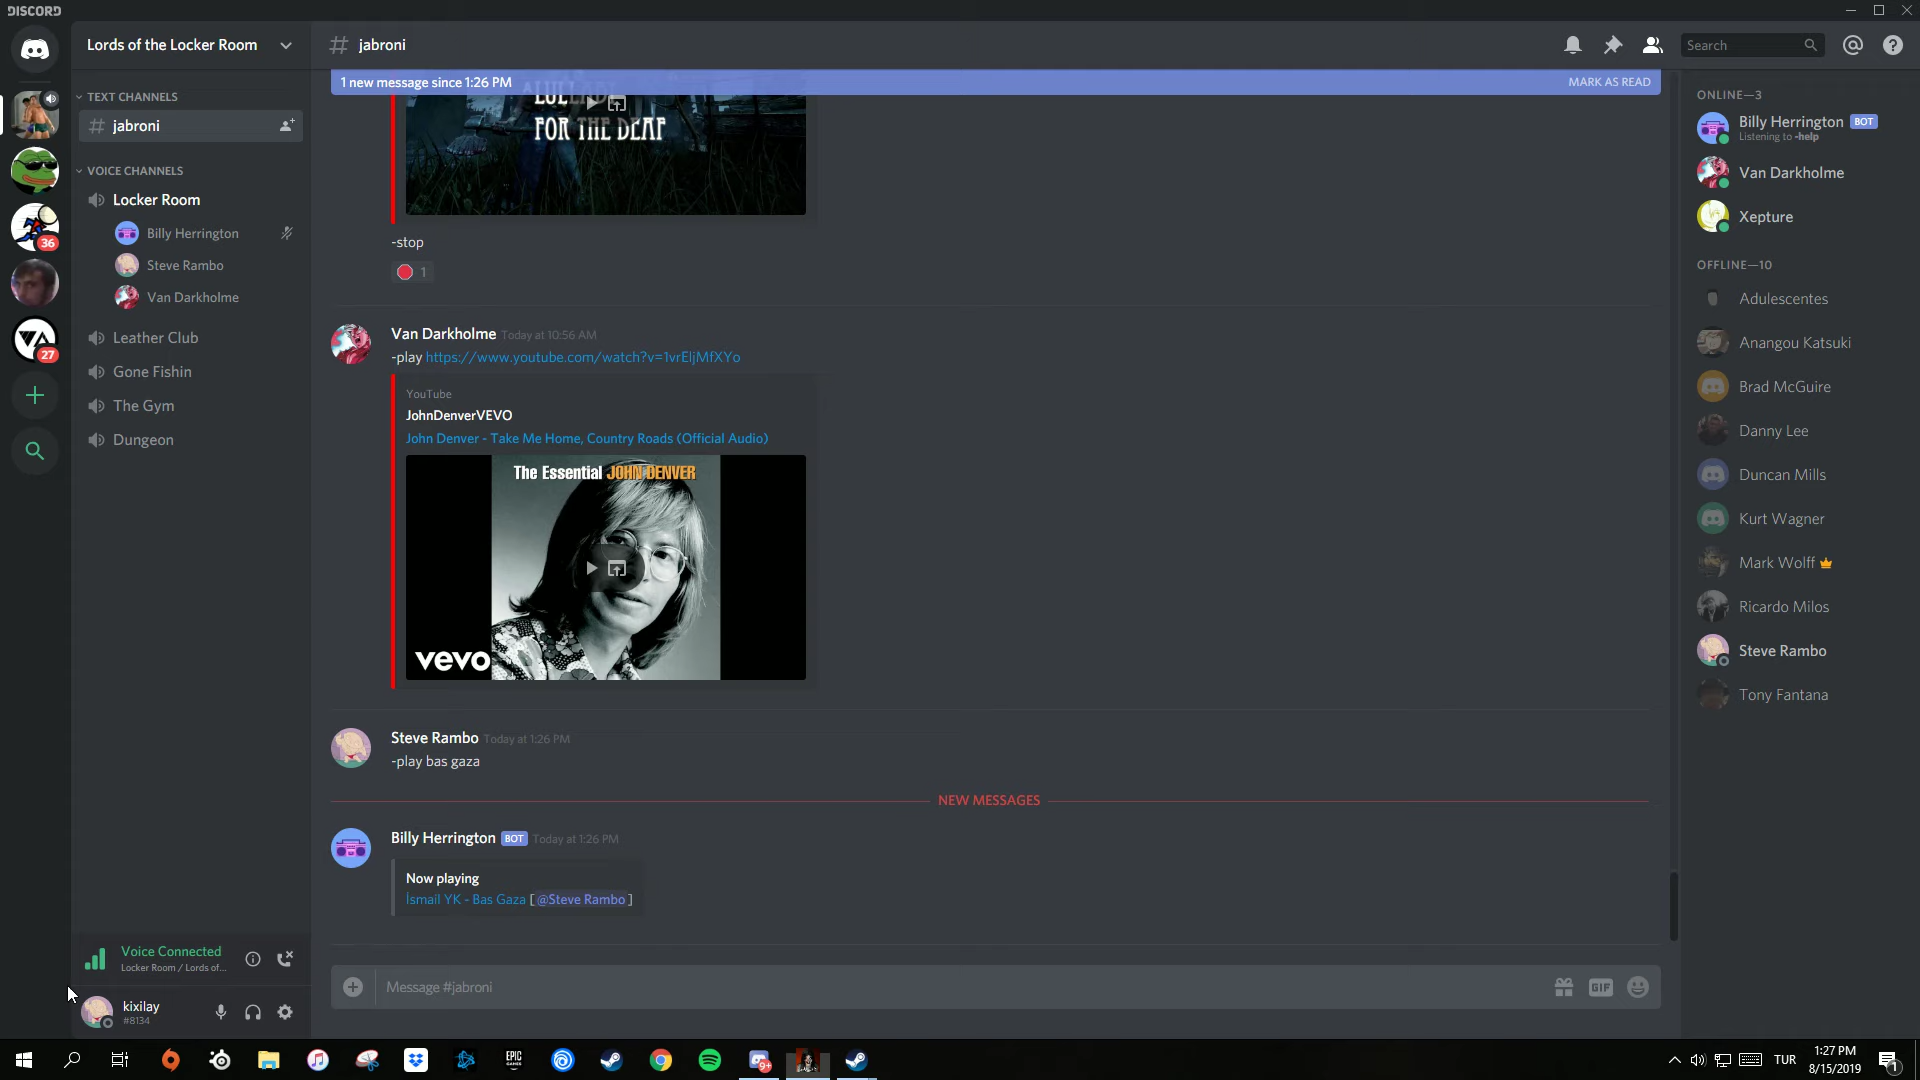 DISCORD
Lords of the Locker Room
TEXT CHANNELS
jabroni
VOICE CHANNELS
Locker Room
Billy Herrington
Steve Rambo
Van Darkholme
Leather Club
Gone Fishin
The Gym
Dungeon
36
27
Voice Connected
Locker Room / Lords of...
kixilay
#8134
# jabroni
Search
1 new message since 1:26 PM
MARK AS READ
FOR THE DEAF
-stop
1
Van Darkholme Today at 10:56 AM
-play https://www.youtube.com/watch?v=1vrEljMfXYo
YouTube
JohnDenverVEVO
John Denver - Take Me Home, Country Roads (Official Audio)
The Essential JOHN DENVER
vevo
Steve Rambo Today at 1:26 PM
-play bas gaza
NEW MESSAGES
Billy Herrington BOT Today at 1:26 PM
Now playing
İsmail YK - Bas Gaza [@Steve Rambo]
Message #jabroni
GIF
ONLINE—3
Billy Herrington BOT
Listening to -help
Van Darkholme
Xepture
OFFLINE—10
Adulescentes
Anangou Katsuki
Brad McGuire
Danny Lee
Duncan Mills
Kurt Wagner
Mark Wolff
Ricardo Milos
Steve Rambo
Tony Fantana
EPIC
GAMES
9+
TUR
1:27 PM
8/15/2019
1